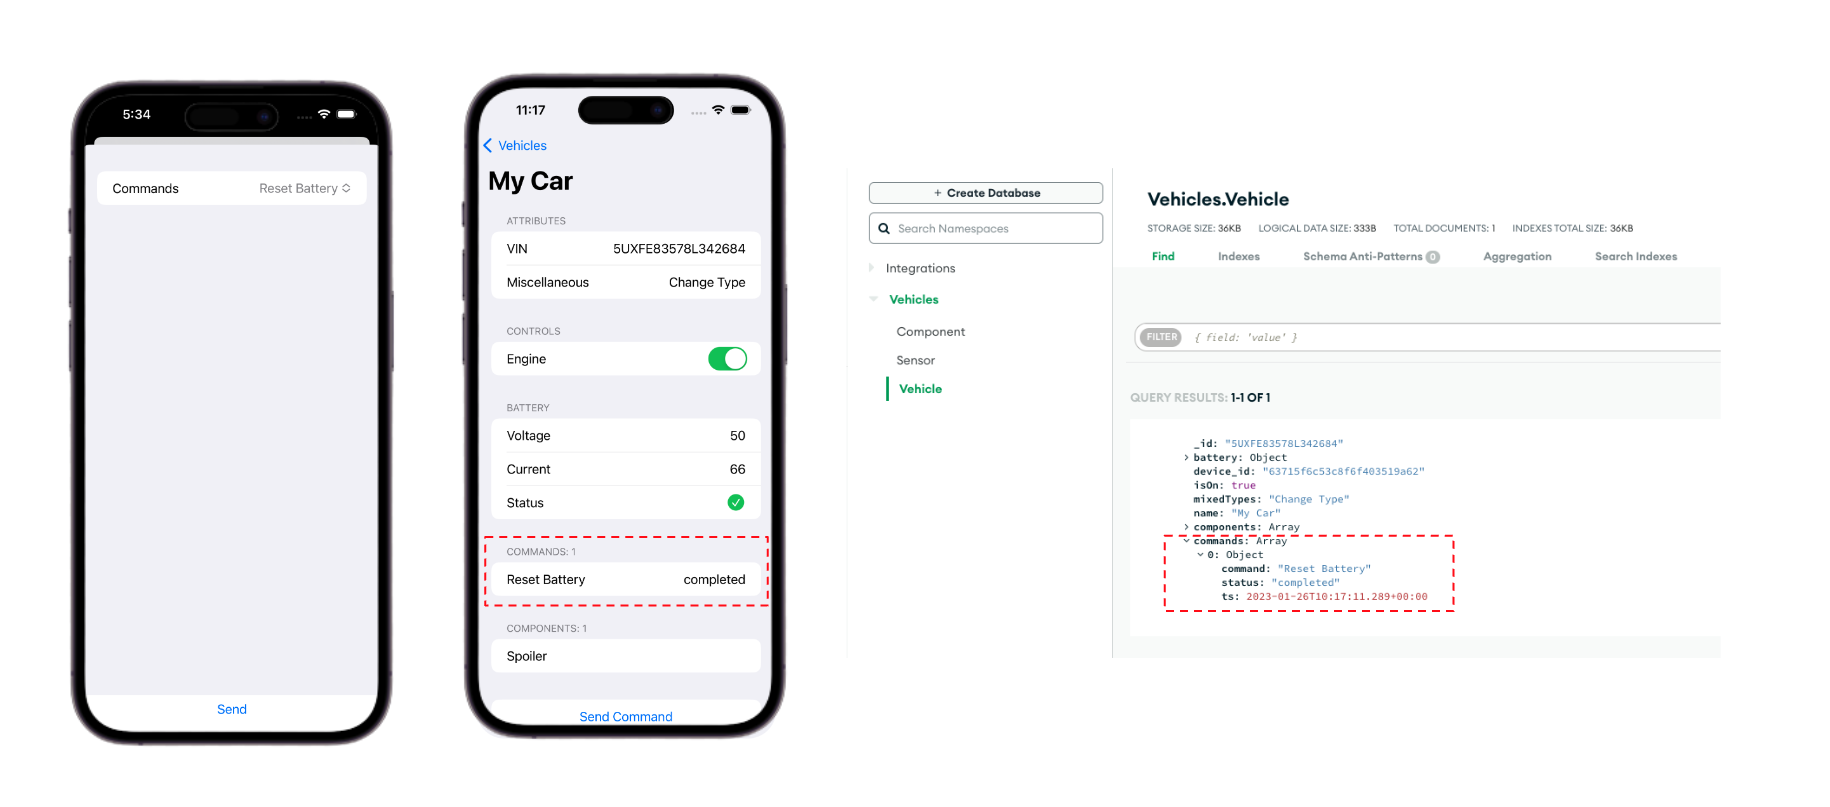 5:34
Commands Reset Battery
Send
11:17
Vehicles
My Car
ATTRIBUTES
VIN 5UXFE83578L342684
Miscellaneous Change Type
CONTROLS
Engine
BATTERY
Voltage 50
Current 66
Status
COMMANDS: 1
Reset Battery completed
COMPONENTS: 1
Spoiler
Send Command
+ Create Database
Search Namespaces
Integrations
Vehicles
Component
Sensor
Vehicle
Vehicles.Vehicle
STORAGE SIZE: 36KB LOGICAL DATA SIZE: 333B TOTAL DOCUMENTS: 1 INDEXES TOTAL SIZE: 36KB
Find Indexes Schema Anti-Patterns 0 Aggregation Search Indexes
FILTER { field: 'value' }
QUERY RESULTS: 1-1 OF 1
_id: "5UXFE83578L342684"
battery: Object
device_id: "63715f6c53c8f6f403519a62"
isOn: true
mixedTypes: "Change Type"
name: "My Car"
components: Array
commands: Array
0: Object
command: "Reset Battery"
status: "completed"
ts: 2023-01-26T10:17:11.289+00:00